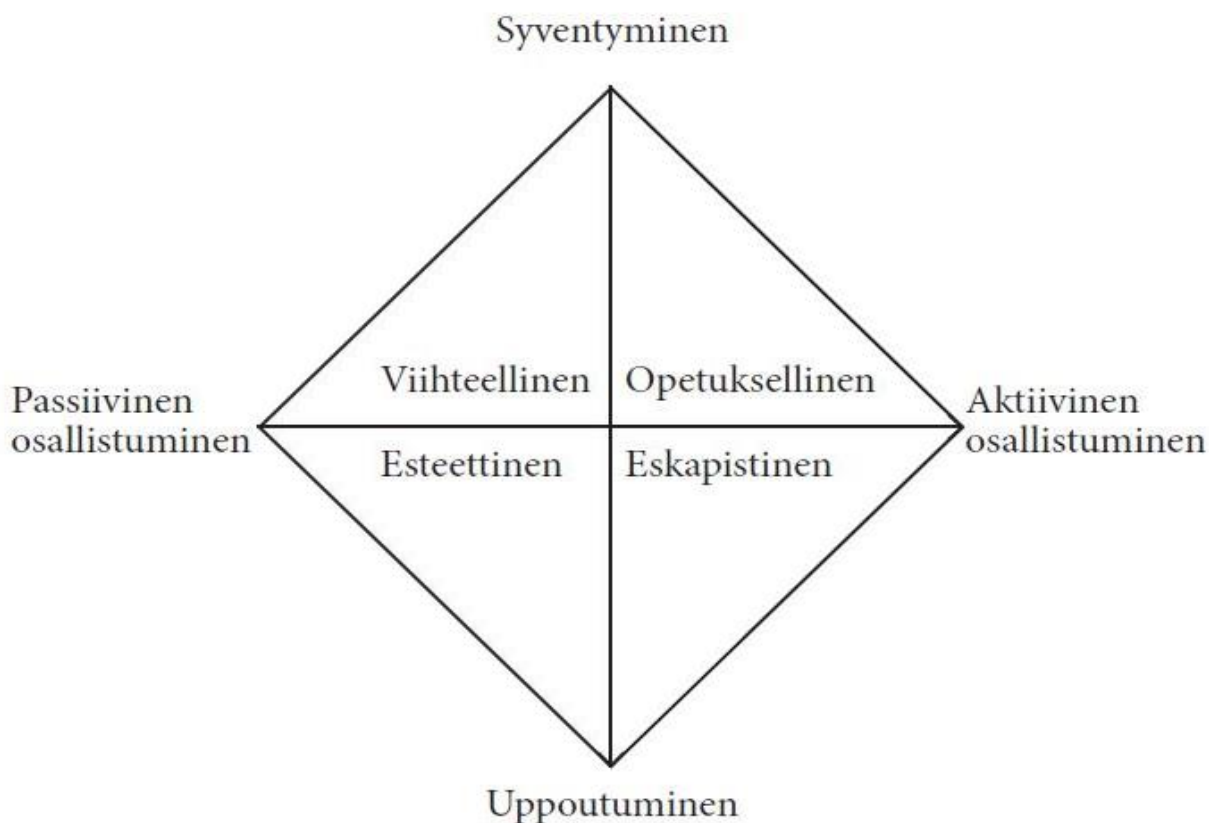 Syventyminen
Viihteellinen
Opetuksellinen
Passiivinen
osallistuminen
Aktiivinen
osallistuminen
Esteettinen
Eskapistinen
Uppoutuminen